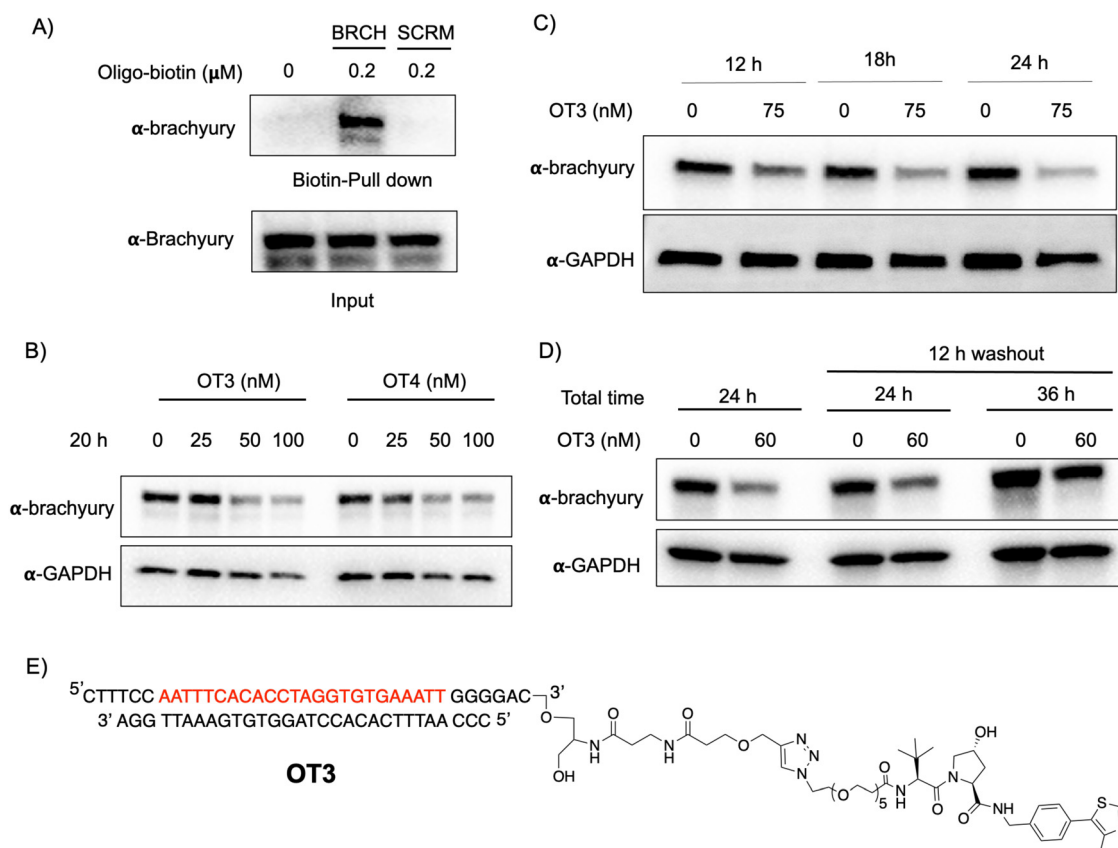 A)
BRCH SCRM
Oligo-biotin (μM) 0 0.2 0.2
α-brachyury
Biotin-Pull down
α-Brachyury
Input
B)
OT3 (nM) OT4 (nM)
20 h 0 25 50 100 0 25 50 100
α-brachyury
α-GAPDH
C)
12 h 18h 24 h
OT3 (nM) 0 75 0 75 0 75
α-brachyury
α-GAPDH
D)
12 h washout
Total time 24 h 24 h 36 h
OT3 (nM) 0 60 0 60 0 60
α-brachyury
α-GAPDH
E)
5' CTTTCC AATTTCACACCTAGGTGTGAAATT GGGGAC 3'
3' AGG TTAAAGTGTGGATCCACACTTTAA CCC 5'
OT3
O
OH
N
H
O
N
H
O
O
N
N
N
O
5
O
N
H
O
N
OH
O
NH
S